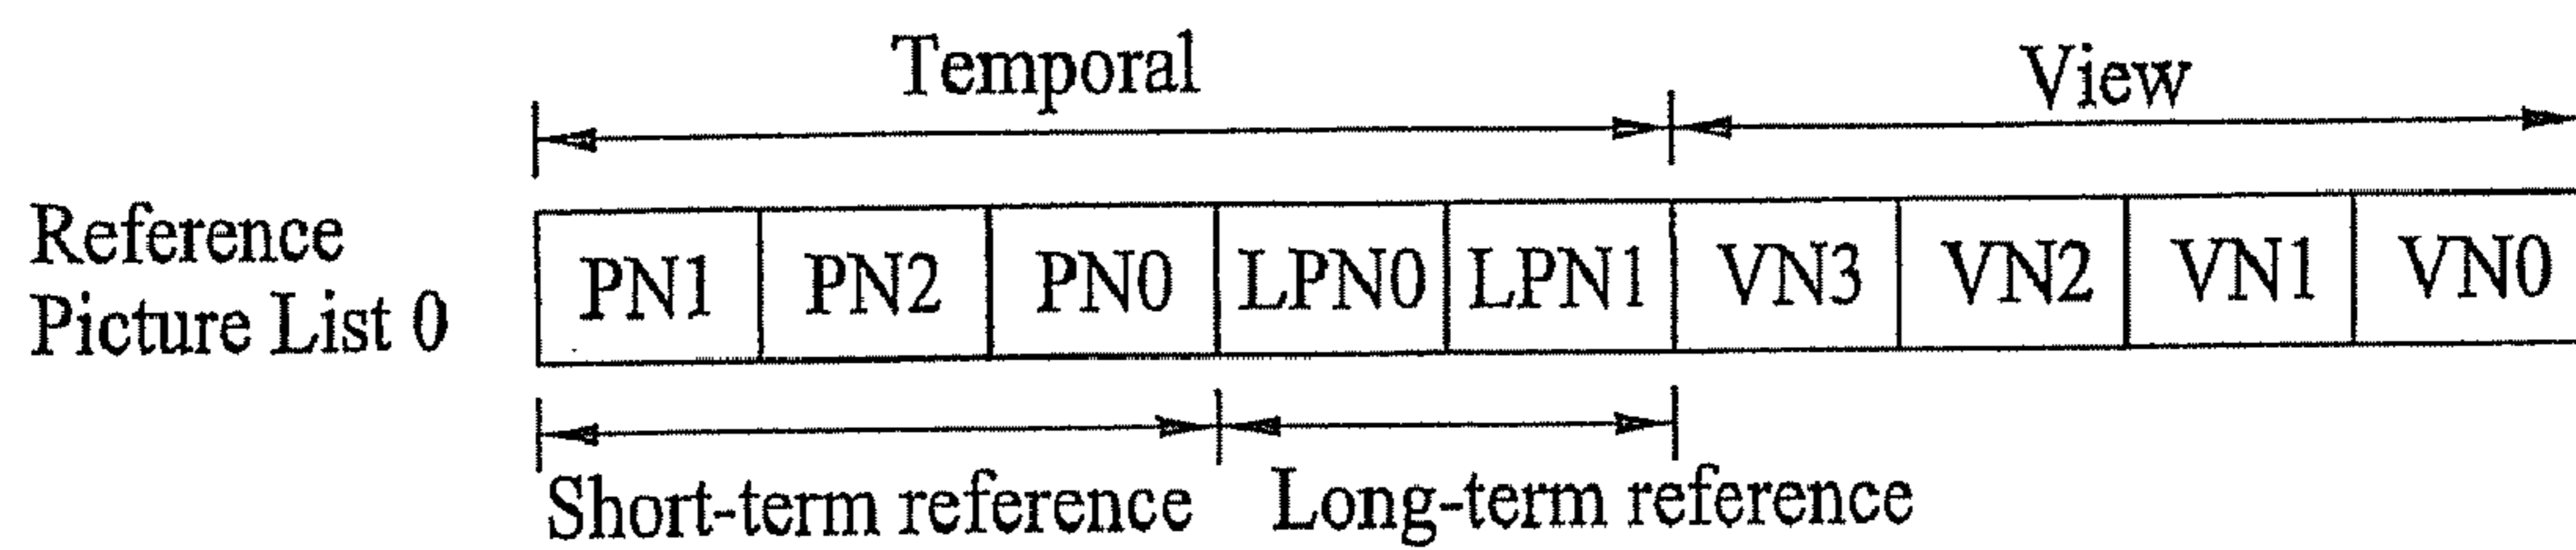 Temporal View
Reference
Picture List 0
PN1 PN2 PN0 LPN0 LPN1 VN3 VN2 VN1 VN0
Short-term reference Long-term reference